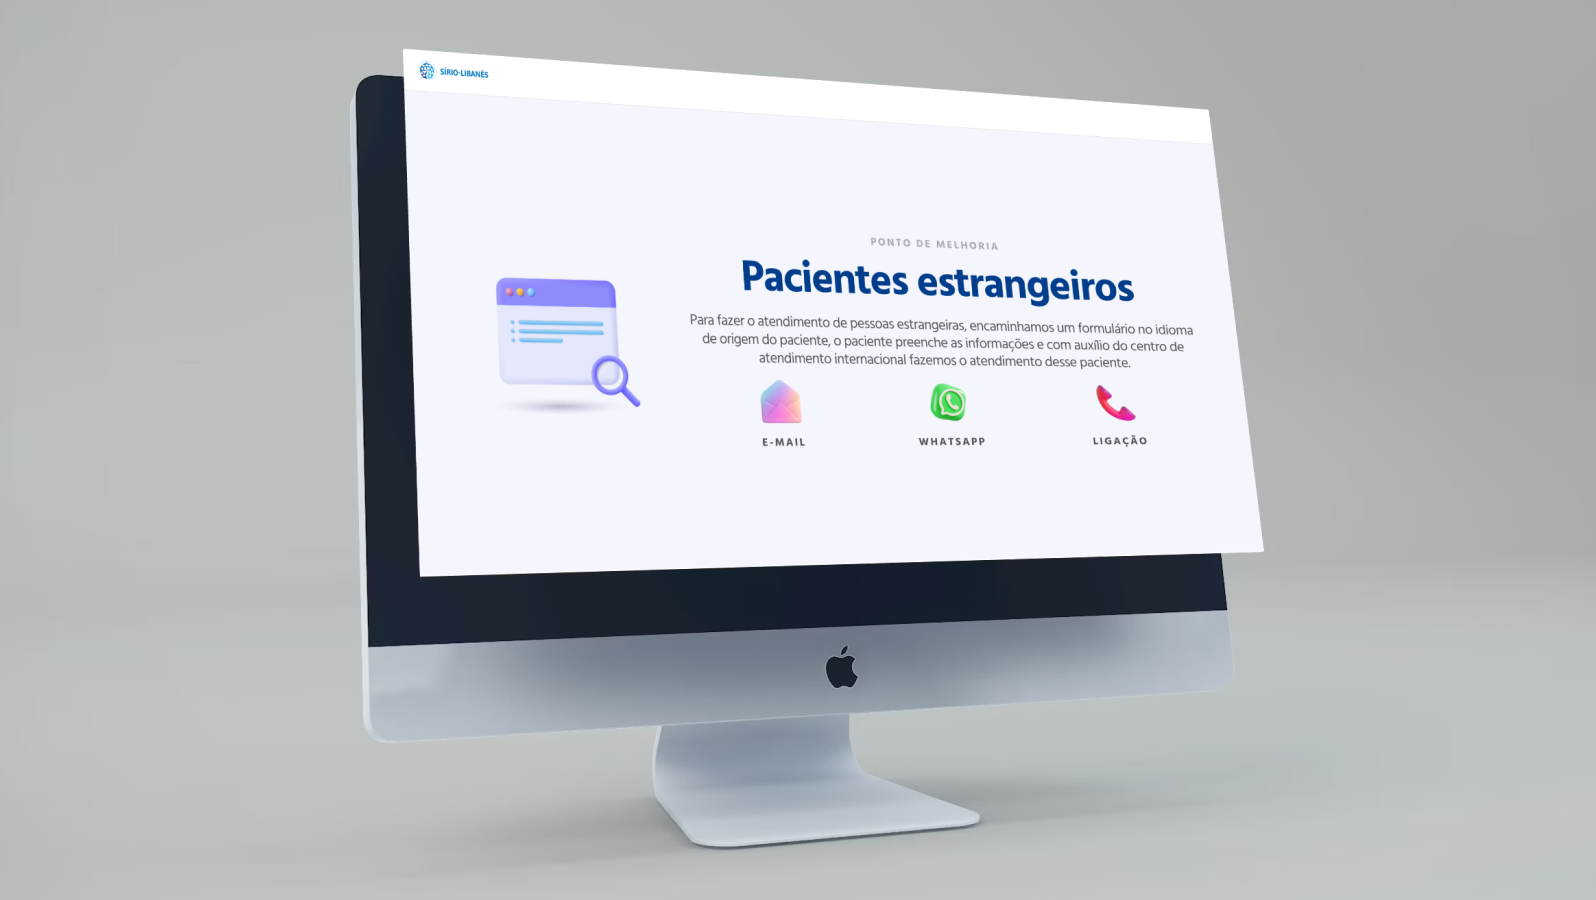 SÍRIO-LIBANÊS
PONTO DE MELHORIA
Pacientes estrangeiros
Para fazer o atendimento de pessoas estrangeiras, encaminhamos um formulário no idioma
de origem do paciente, o paciente preenche as informações e com auxílio do centro de
atendimento internacional fazemos o atendimento desse paciente.
E-MAIL
WHATSAPP
LIGAÇÃO